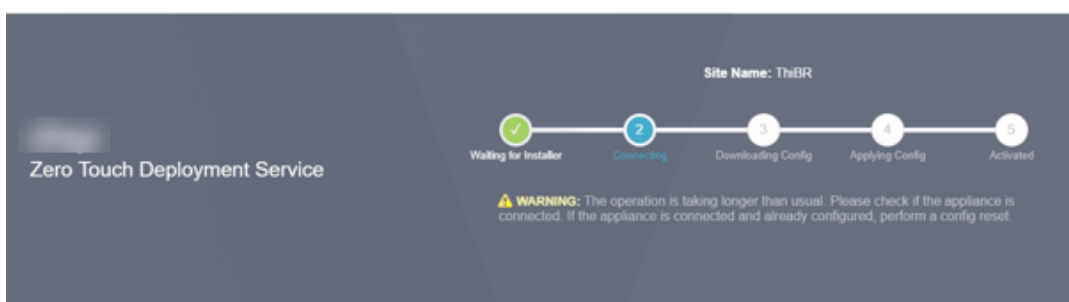 Site Name: ThiBR
2 3 4 5
Waiting for Installer Connecting Downloading Config Applying Config Activated
Zero Touch Deployment Service
WARNING: The operation is taking longer than usual. Please check if the appliance is
connected. If the appliance is connected and already configured, perform a config reset.